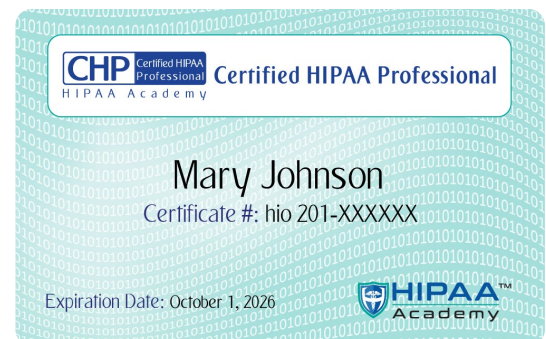 CHP Certified HIPAA Professional
HIPAA Academy
Certified HIPAA Professional
Mary Johnson
Certificate #: hio 201-XXXXXX
Expiration Date: October 1, 2026
HIPAA™
Academy